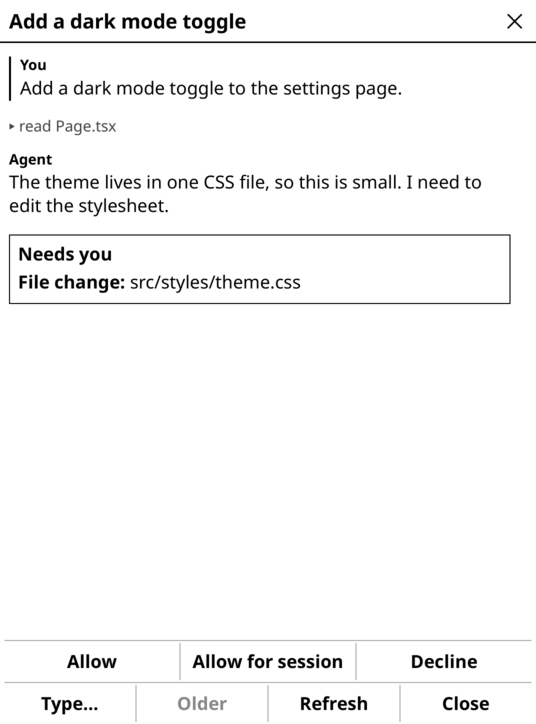 Add a dark mode toggle
You
Add a dark mode toggle to the settings page.
read Page.tsx
Agent
The theme lives in one CSS file, so this is small. I need to
edit the stylesheet.
Needs you
File change: src/styles/theme.css
Allow
Allow for session
Decline
Type...
Older
Refresh
Close